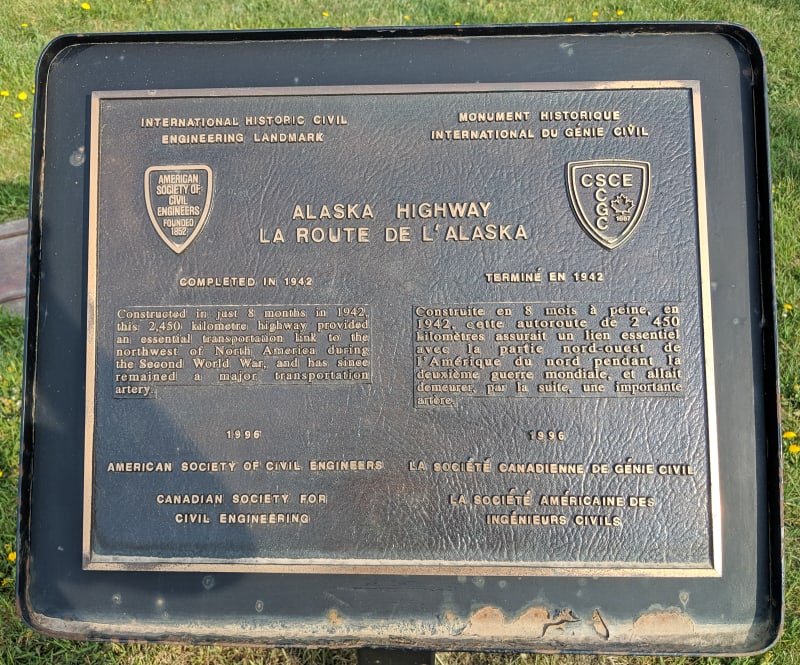 INTERNATIONAL HISTORIC CIVIL
ENGINEERING LANDMARK
MONUMENT HISTORIQUE
INTERNATIONAL DU GÉNIE CIVIL
AMERICAN
SOCIETY OF
CIVIL
ENGINEERS
FOUNDED
1852
CSCE
C
G
C
1887
ALASKA HIGHWAY
LA ROUTE DE L'ALASKA
COMPLETED IN 1942
Constructed in just 8 months in 1942,
this 2,450 kilometre highway provided
an essential transportation link to the
northwest of North America during
the Second World War, and has since
remained a major transportation
artery.
TERMINÉ EN 1942
Construite en 8 mois à peine, en
1942, cette autoroute de 2 450
kilomètres assurait un lien essentiel
avec la partie nord-ouest de
l'Amérique du nord pendant la
deuxième guerre mondiale, et allait
demeurer, par la suite, une importante
artère.
1996
AMERICAN SOCIETY OF CIVIL ENGINEERS
CANADIAN SOCIETY FOR
CIVIL ENGINEERING
1996
LA SOCIÉTÉ CANADIENNE DE GÉNIE CIVIL
LA SOCIÉTÉ AMÉRICAINE DES
INGÉNIEURS CIVILS